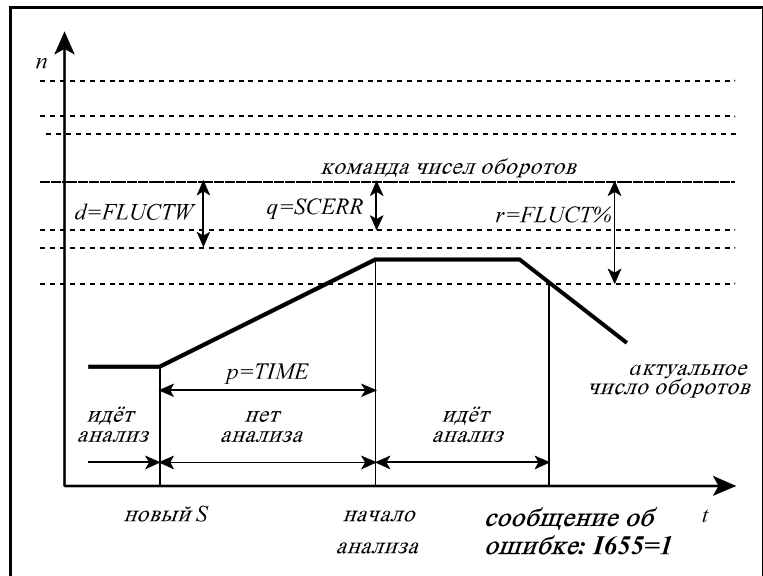 n
команда чисел оборотов
d=FLUCTW
q=SCERR
r=FLUCT%
p=TIME
актуальное
число оборотов
идёт
анализ
нет
анализа
идёт
анализ
новый S
начало
анализа
сообщение об
ошибке: I655=1
t